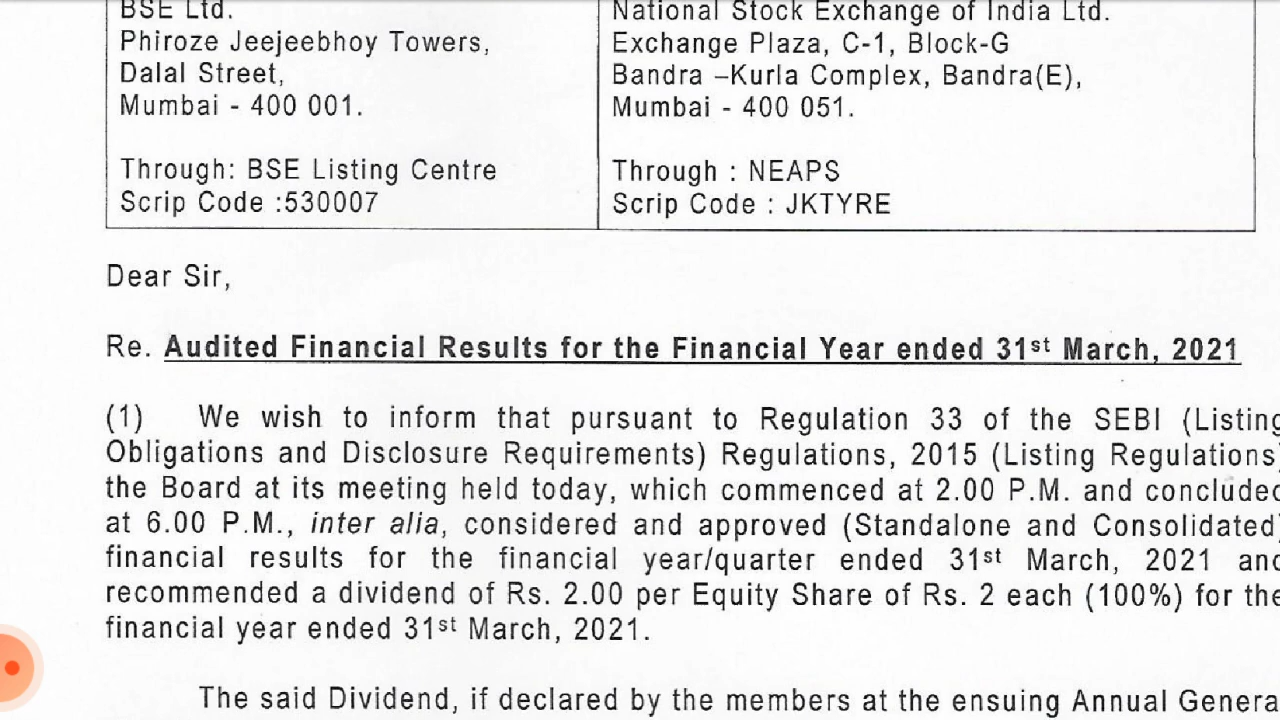 BSE Ltd.
Phiroze Jeejeebhoy Towers,
Dalal Street,
Mumbai - 400 001.
Through: BSE Listing Centre
Scrip Code :530007
National Stock Exchange of India Ltd.
Exchange Plaza, C-1, Block-G
Bandra –Kurla Complex, Bandra(E),
Mumbai - 400 051.
Through : NEAPS
Scrip Code : JKTYRE
Dear Sir,
Re. Audited Financial Results for the Financial Year ended 31st March, 2021
(1) We wish to inform that pursuant to Regulation 33 of the SEBI (Listing
Obligations and Disclosure Requirements) Regulations, 2015 (Listing Regulations)
the Board at its meeting held today, which commenced at 2.00 P.M. and concluded
at 6.00 P.M., inter alia, considered and approved (Standalone and Consolidated)
financial results for the financial year/quarter ended 31st March, 2021 and
recommended a dividend of Rs. 2.00 per Equity Share of Rs. 2 each (100%) for the
financial year ended 31st March, 2021.
The said Dividend, if declared by the members at the ensuing Annual Genera